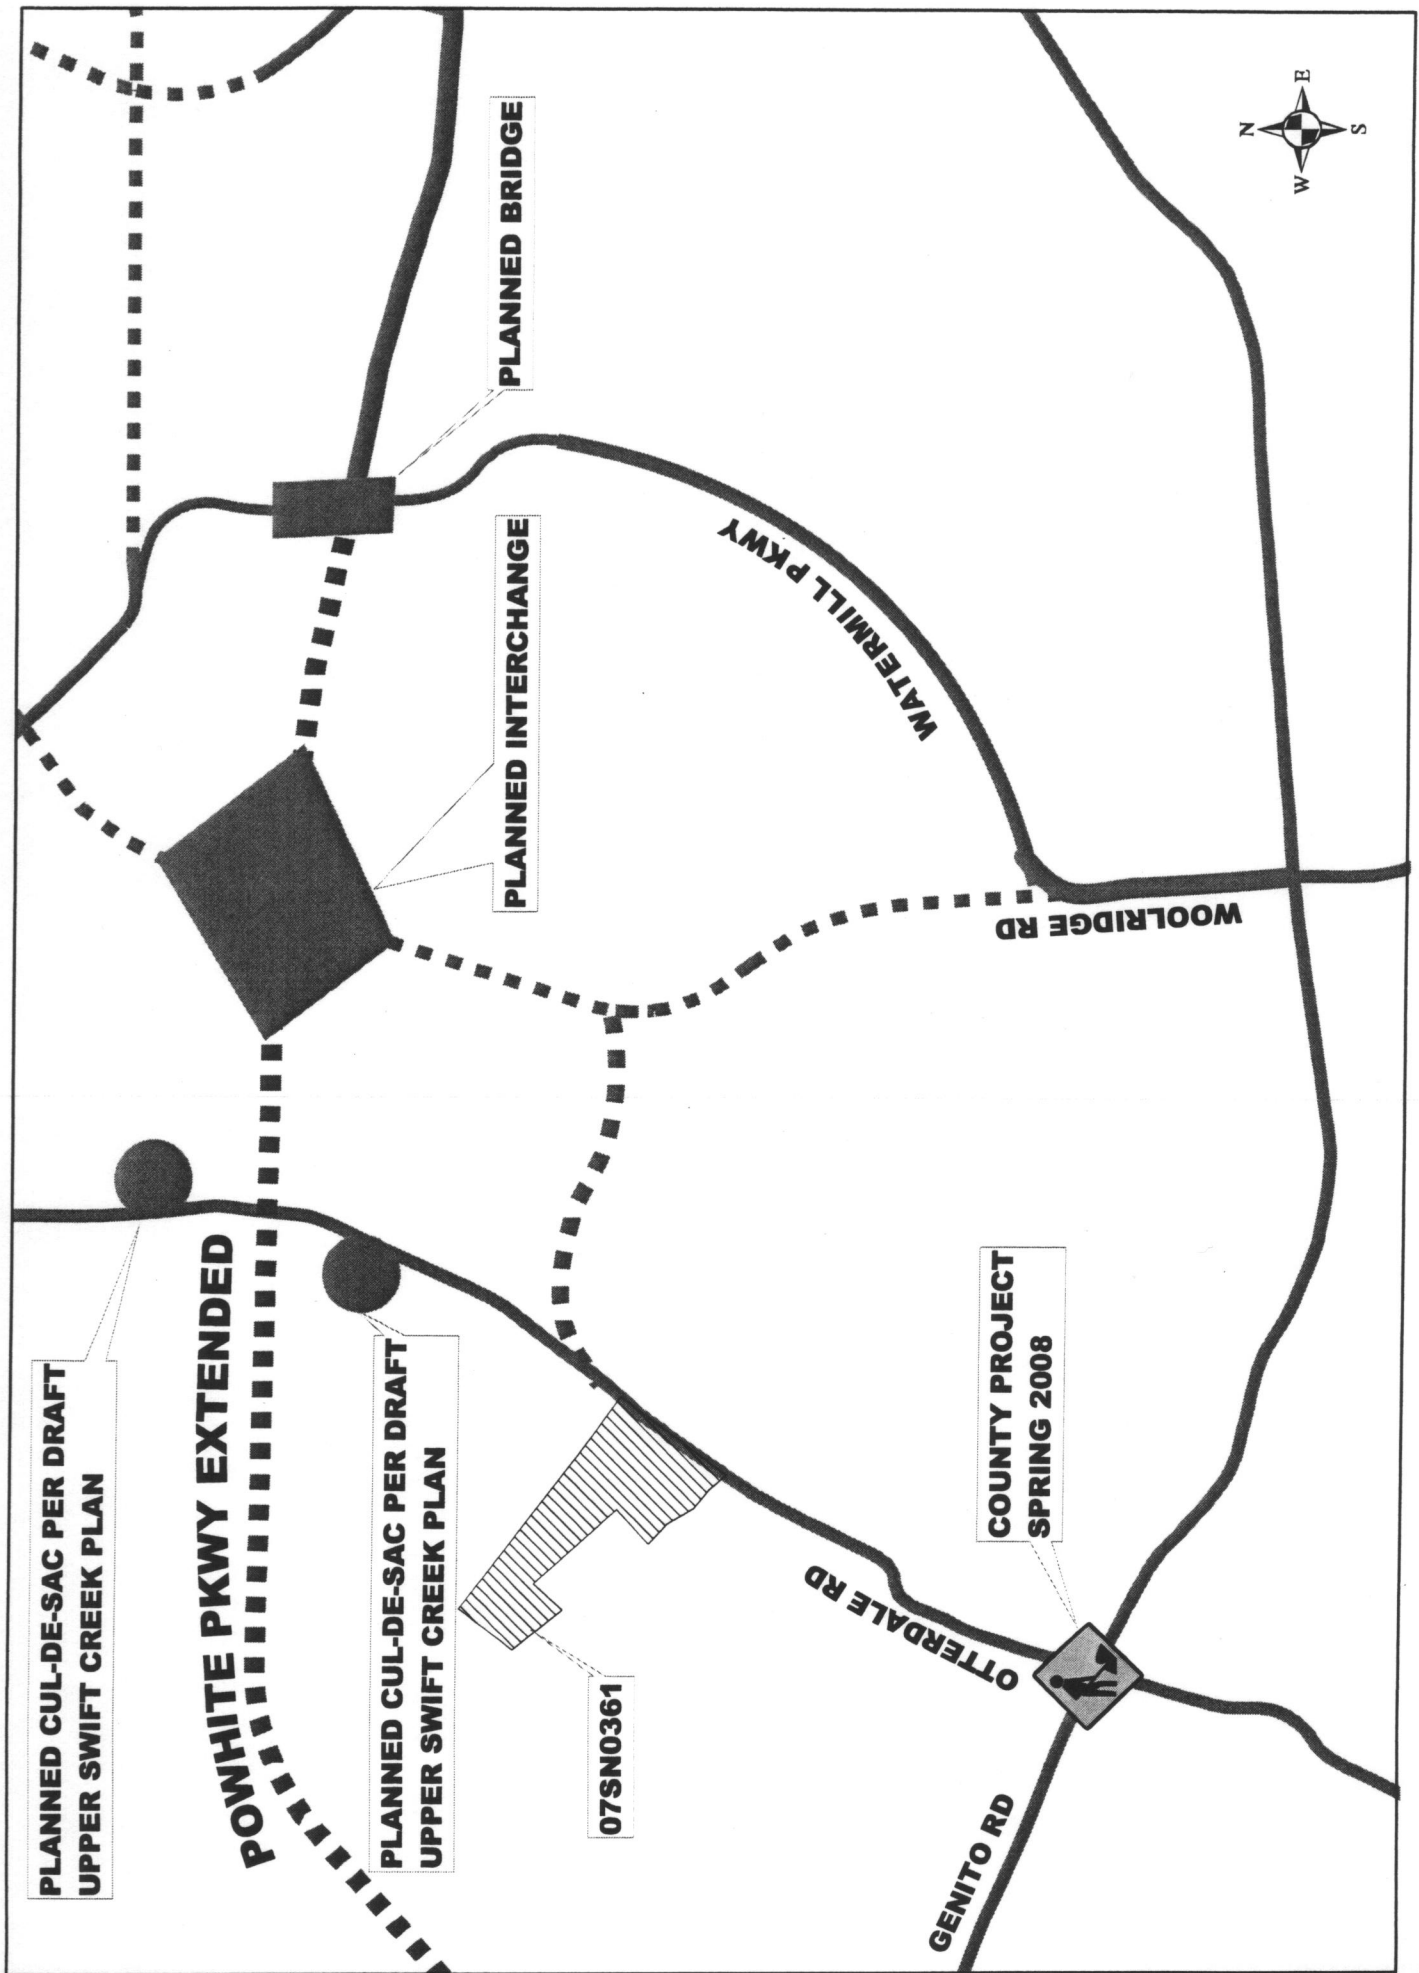 PLANNED CUL-DE-SAC PER DRAFT
UPPER SWIFT CREEK PLAN
POWHITE PKWY EXTENDED
PLANNED CUL-DE-SAC PER DRAFT
UPPER SWIFT CREEK PLAN
07SN0361
PLANNED INTERCHANGE
PLANNED BRIDGE
WATERMILL PKWY
WOOLRIDGE RD
OTTERDALE RD
GENITO RD
COUNTY PROJECT
SPRING 2008
N
W
E
S